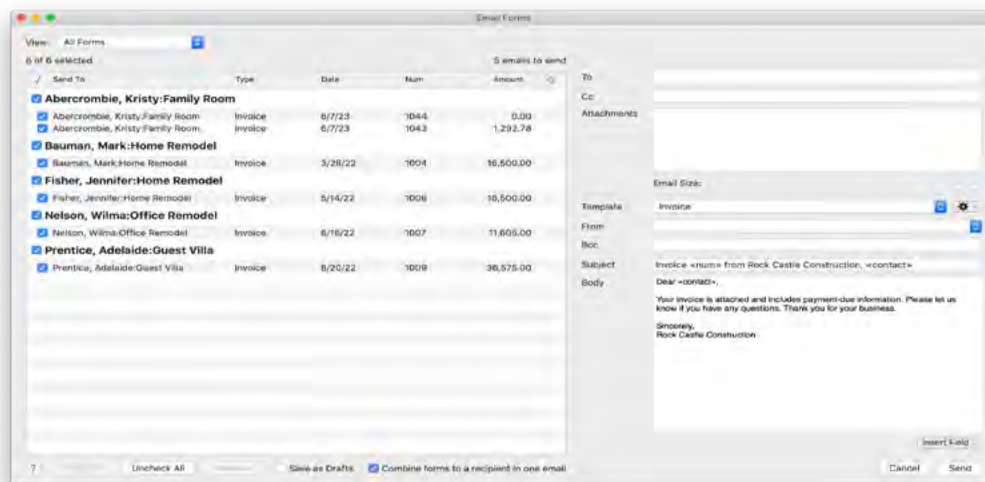 Email Forms
View: All Forms
6 of 6 selected
5 emails to send
✓ Send To Type Date Num Amount
Abercrombie, Kristy:Family Room
Abercrombie, Kristy:Family Room Invoice 6/7/23 1044 0.00
Abercrombie, Kristy:Family Room Invoice 6/7/23 1043 1,292.78
Bauman, Mark:Home Remodel
Bauman, Mark:Home Remodel Invoice 3/28/22 1004 16,500.00
Fisher, Jennifer:Home Remodel
Fisher, Jennifer:Home Remodel Invoice 5/14/22 1006 16,500.00
Nelson, Wilma:Office Remodel
Nelson, Wilma:Office Remodel Invoice 6/16/22 1007 11,605.00
Prentice, Adelaide:Guest Villa
Prentice, Adelaide:Guest Villa Invoice 8/20/22 1009 36,575.00
To
Cc
Attachments
Email Size:
Template Invoice
From
Bcc
Subject Invoice «num» from Rock Castle Construction, «contact»
Body Dear «contact»,
Your invoice is attached and includes payment-due information. Please let us
know if you have any questions. Thank you for your business.
Sincerely,
Rock Castle Construction
Insert Field
? Uncheck All Save as Drafts Combine forms to a recipient in one email Cancel Send